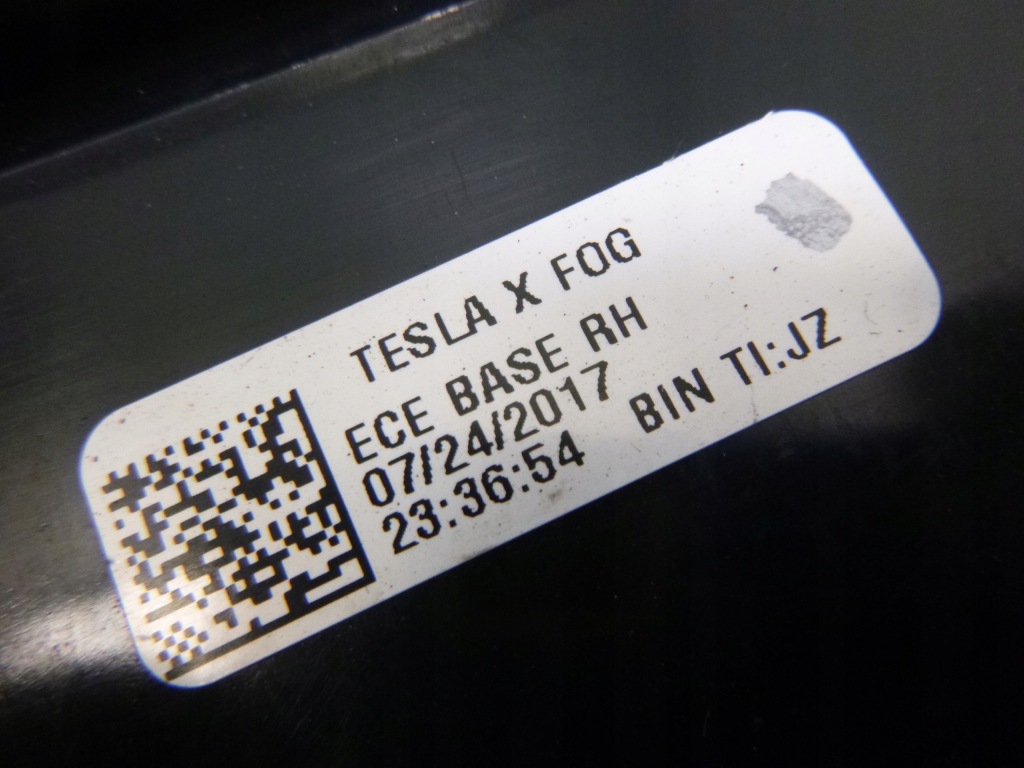 TESLA X FOG
ECE BASE RH
07/24/2017
23:36:54 BIN TI:JZ